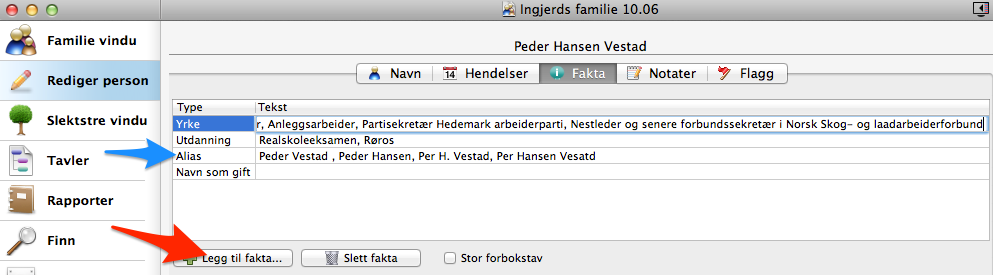 Ingjerds familie 10.06
Familie vindu
Rediger person
Slektstre vindu
Tavler
Rapporter
Finn
Peder Hansen Vestad
Navn 14 Hendelser Fakta Notater Flagg
Type Tekst
Yrke r, Anleggsarbeider, Partisekretær Hedemark arbeiderparti, Nestleder og senere forbundssekretær i Norsk Skog- og laadarbeiderforbund
Utdanning Realskoleeksamen, Røros
Alias Peder Vestad , Peder Hansen, Per H. Vestad, Per Hansen Vesatd
Navn som gift
Legg til fakta... Slett fakta Stor forbokstav